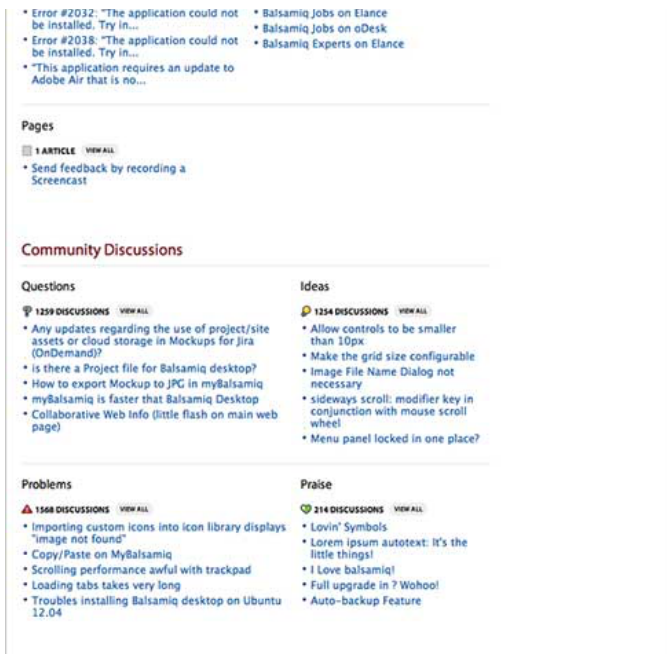 • Error #2032: "The application could not
be installed. Try in...
• Error #2038: "The application could not
be installed. Try in...
• "This application requires an update to
Adobe Air that is no...
• Balsamiq Jobs on Elance
• Balsamiq Jobs on oDesk
• Balsamiq Experts on Elance
Pages
1 ARTICLE VIEW ALL
• Send feedback by recording a
Screencast
Community Discussions
Questions
1259 DISCUSSIONS VIEW ALL
• Any updates regarding the use of project/site
assets or cloud storage in Mockups for Jira
(OnDemand)?
• is there a Project file for Balsamiq desktop?
• How to export Mockup to JPG in myBalsamiq
• myBalsamiq is faster that Balsamiq Desktop
• Collaborative Web Info (little flash on main web
page)
Ideas
1254 DISCUSSIONS VIEW ALL
• Allow controls to be smaller
than 10px
• Make the grid size configurable
• Image File Name Dialog not
necessary
• sideways scroll: modifier key in
conjunction with mouse scroll
wheel
• Menu panel locked in one place?
Problems
1568 DISCUSSIONS VIEW ALL
• Importing custom icons into icon library displays
"image not found"
• Copy/Paste on MyBalsamiq
• Scrolling performance awful with trackpad
• Loading tabs takes very long
• Troubles installing Balsamiq desktop on Ubuntu
12.04
Praise
214 DISCUSSIONS VIEW ALL
• Lovin' Symbols
• Lorem ipsum autotext: It's the
little things!
• I Love balsamiq!
• Full upgrade in ? Wohoo!
• Auto-backup Feature